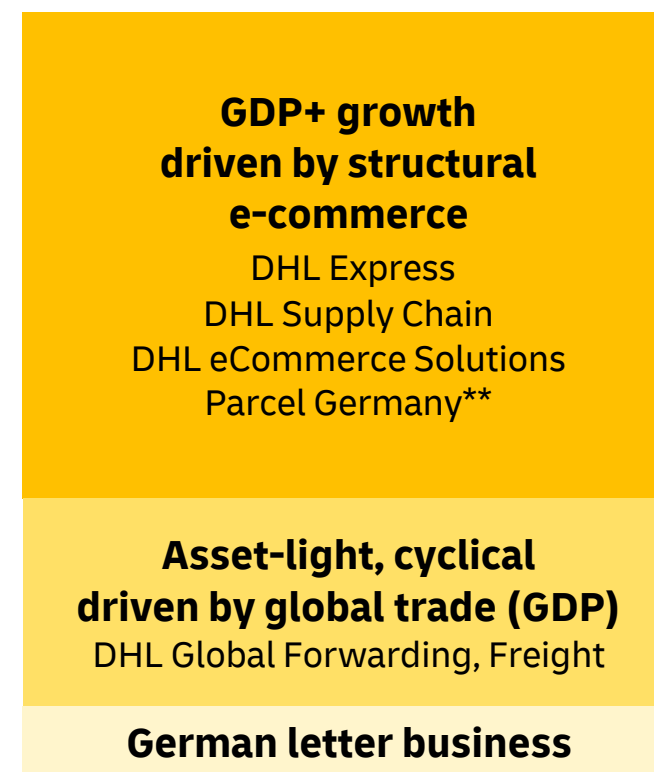 GDP+ growth
driven by structural
e-commerce
DHL Express
DHL Supply Chain
DHL eCommerce Solutions
Parcel Germany**
Asset-light, cyclical
driven by global trade (GDP)
DHL Global Forwarding, Freight
German letter business